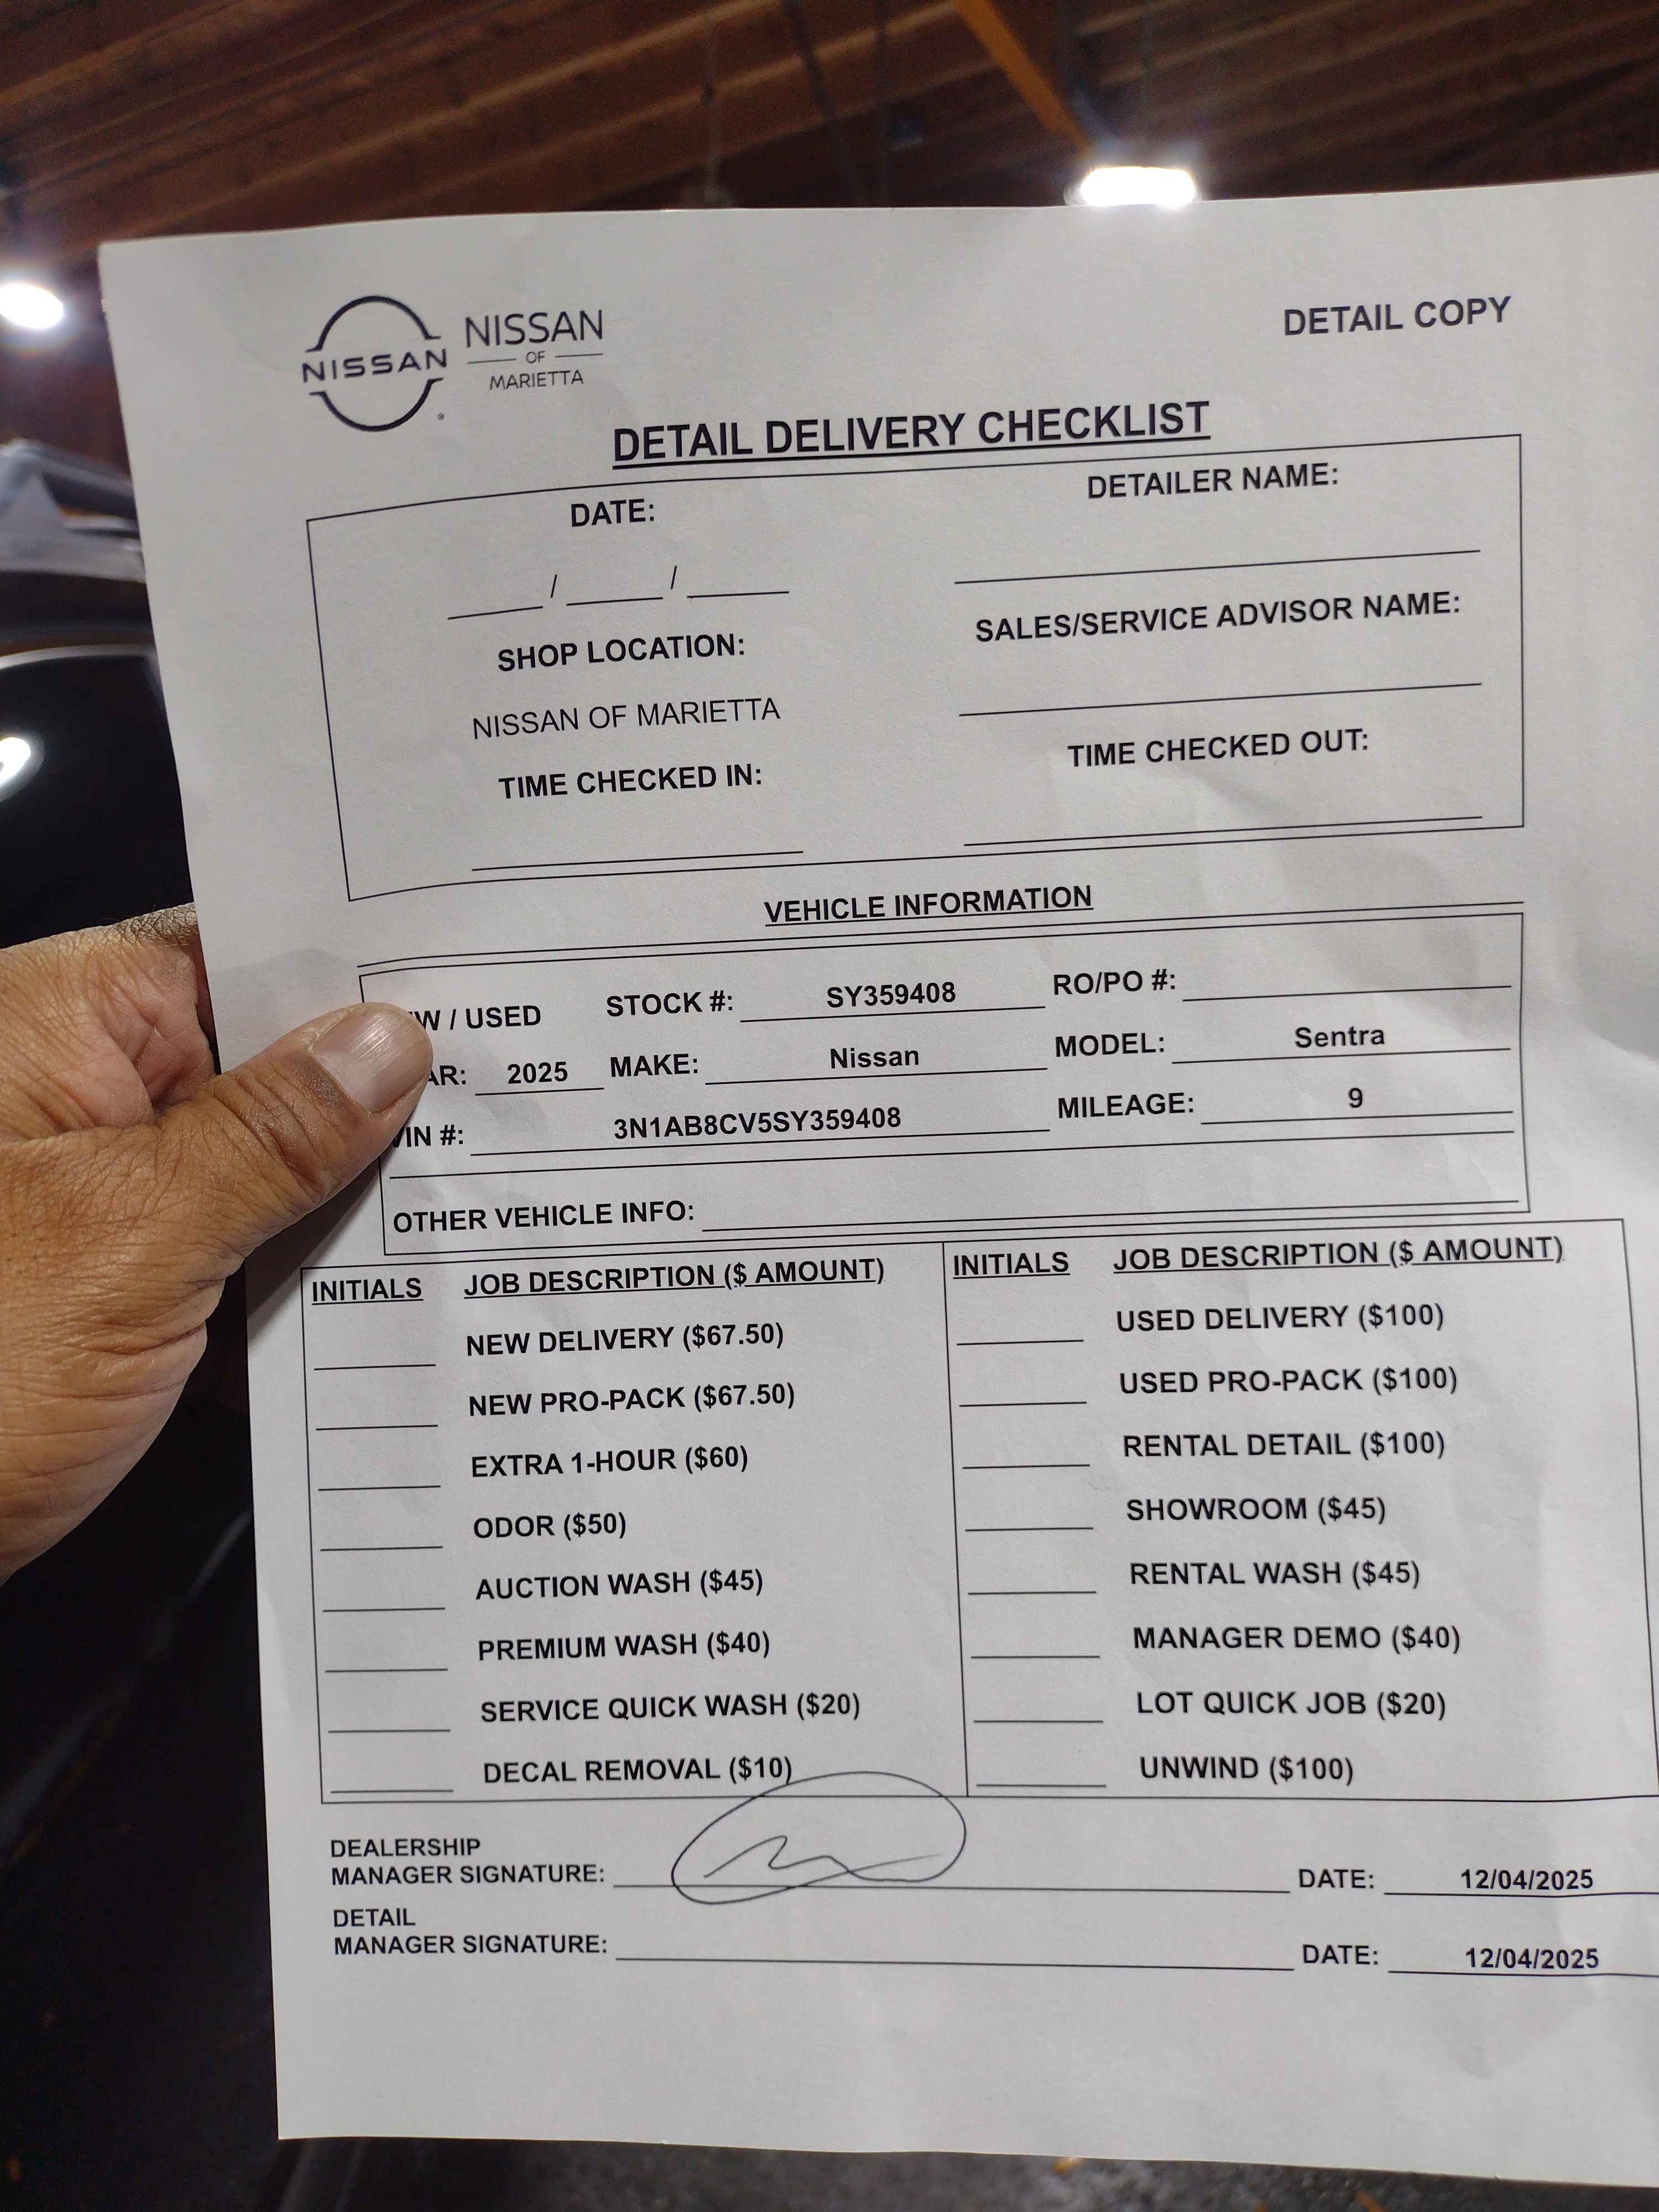 NISSAN
NISSAN
OF
MARIETTA
DETAIL COPY
DETAIL DELIVERY CHECKLIST
DATE:
DETAILER NAME:
/ /
SHOP LOCATION:
SALES/SERVICE ADVISOR NAME:
NISSAN OF MARIETTA
TIME CHECKED IN:
TIME CHECKED OUT:
VEHICLE INFORMATION
W / USED STOCK #: SY359408 RO/PO #:
AR: 2025 MAKE: Nissan MODEL: Sentra
VIN #: 3N1AB8CV5SY359408 MILEAGE: 9
OTHER VEHICLE INFO:
INITIALS JOB DESCRIPTION ($ AMOUNT) INITIALS JOB DESCRIPTION ($ AMOUNT)
NEW DELIVERY ($67.50) USED DELIVERY ($100)
NEW PRO-PACK ($67.50) USED PRO-PACK ($100)
EXTRA 1-HOUR ($60) RENTAL DETAIL ($100)
ODOR ($50) SHOWROOM ($45)
AUCTION WASH ($45) RENTAL WASH ($45)
PREMIUM WASH ($40) MANAGER DEMO ($40)
SERVICE QUICK WASH ($20) LOT QUICK JOB ($20)
DECAL REMOVAL ($10) UNWIND ($100)
DEALERSHIP
MANAGER SIGNATURE: DATE: 12/04/2025
DETAIL
MANAGER SIGNATURE: DATE: 12/04/2025